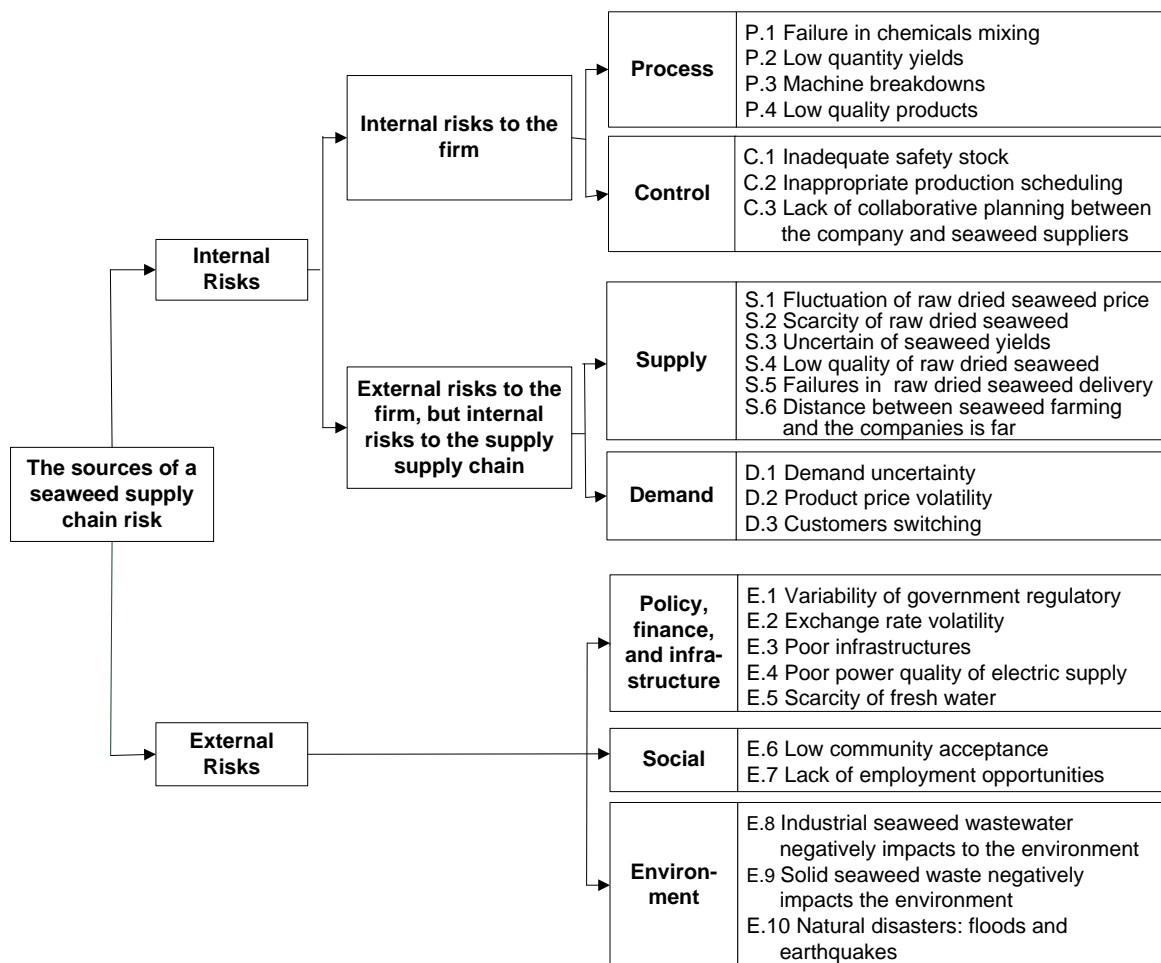 The sources of a
seaweed supply
chain risk
Internal
Risks
Internal risks to the
firm
Process
P.1 Failure in chemicals mixing
P.2 Low quantity yields
P.3 Machine breakdowns
P.4 Low quality products
Control
C.1 Inadequate safety stock
C.2 Inappropriate production scheduling
C.3 Lack of collaborative planning between
the company and seaweed suppliers
External risks to the
firm, but internal
risks to the supply
supply chain
Supply
S.1 Fluctuation of raw dried seaweed price
S.2 Scarcity of raw dried seaweed
S.3 Uncertain of seaweed yields
S.4 Low quality of raw dried seaweed
S.5 Failures in raw dried seaweed delivery
S.6 Distance between seaweed farming
and the companies is far
Demand
D.1 Demand uncertainty
D.2 Product price volatility
D.3 Customers switching
External
Risks
Policy,
finance,
and infra-
structure
E.1 Variability of government regulatory
E.2 Exchange rate volatility
E.3 Poor infrastructures
E.4 Poor power quality of electric supply
E.5 Scarcity of fresh water
Social
E.6 Low community acceptance
E.7 Lack of employment opportunities
Environ-
ment
E.8 Industrial seaweed wastewater
negatively impacts to the environment
E.9 Solid seaweed waste negatively
impacts the environment
E.10 Natural disasters: floods and
earthquakes